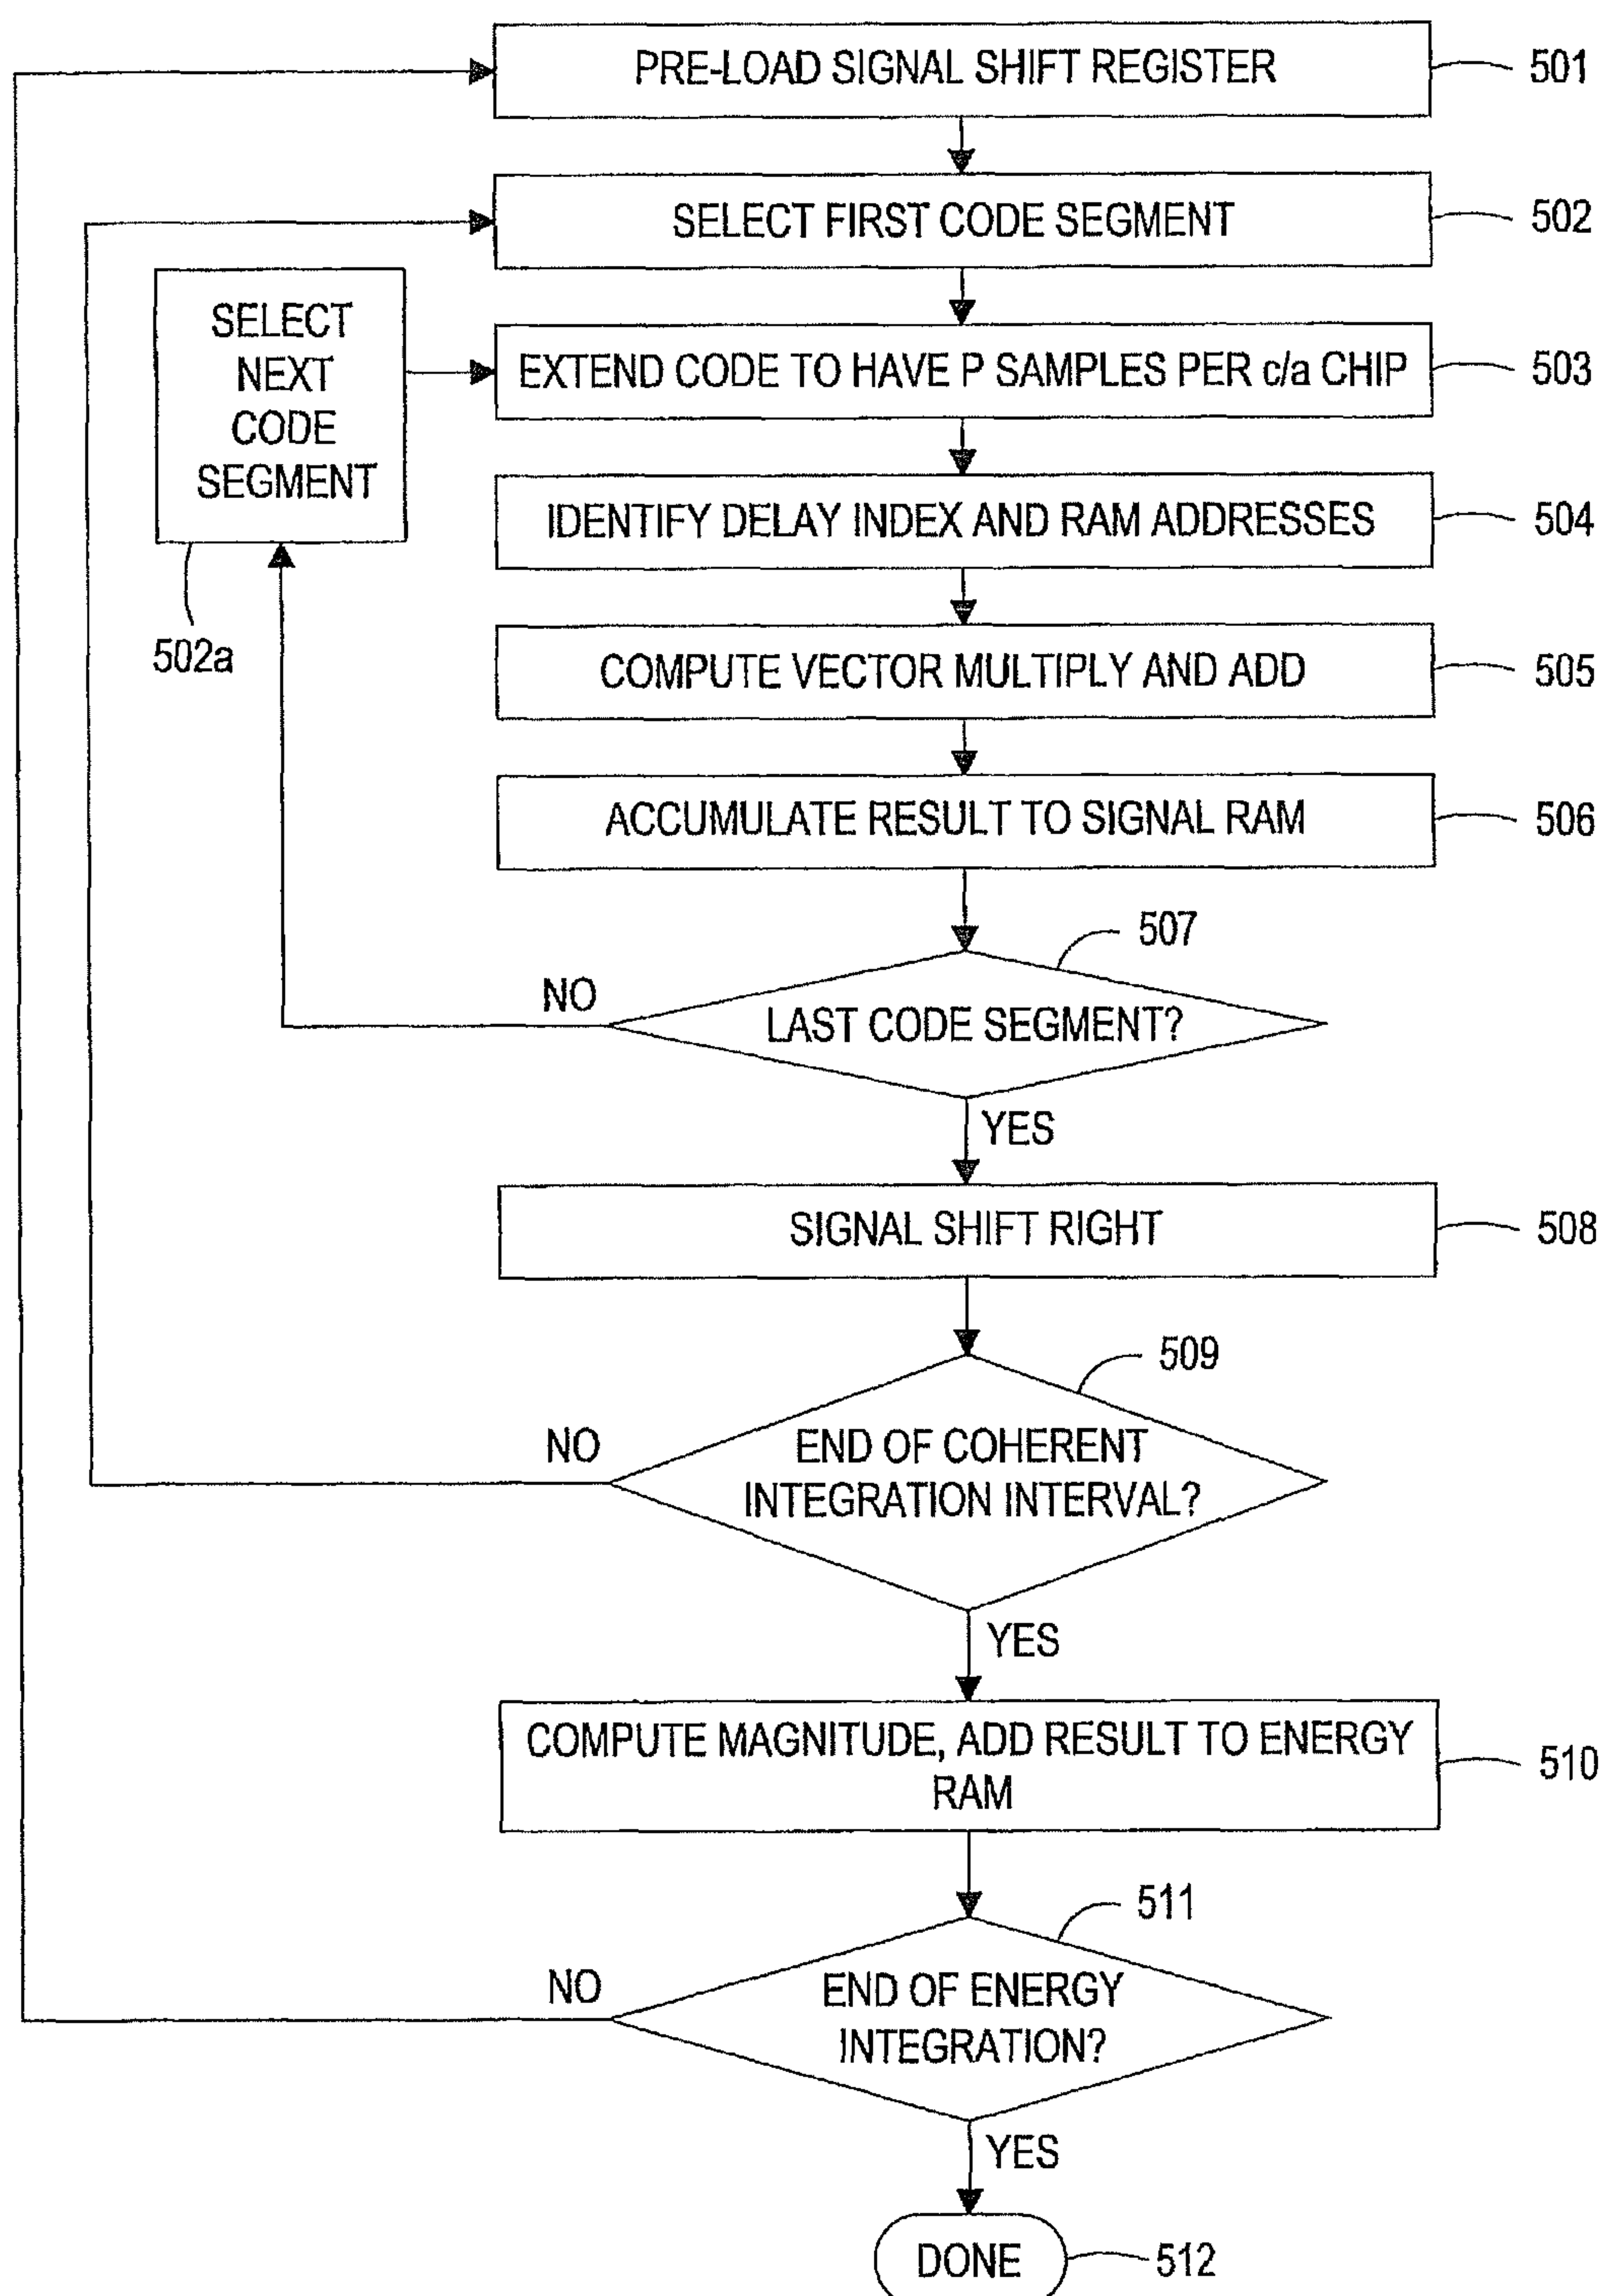 PRE-LOAD SIGNAL SHIFT REGISTER
501
SELECT FIRST CODE SEGMENT
502
SELECT
NEXT
CODE
SEGMENT
502a
EXTEND CODE TO HAVE P SAMPLES PER c/a CHIP
503
IDENTIFY DELAY INDEX AND RAM ADDRESSES
504
COMPUTE VECTOR MULTIPLY AND ADD
505
ACCUMULATE RESULT TO SIGNAL RAM
506
507
NO
LAST CODE SEGMENT?
YES
SIGNAL SHIFT RIGHT
508
509
NO
END OF COHERENT
INTEGRATION INTERVAL?
YES
COMPUTE MAGNITUDE, ADD RESULT TO ENERGY
RAM
510
511
NO
END OF ENERGY
INTEGRATION?
YES
DONE
512